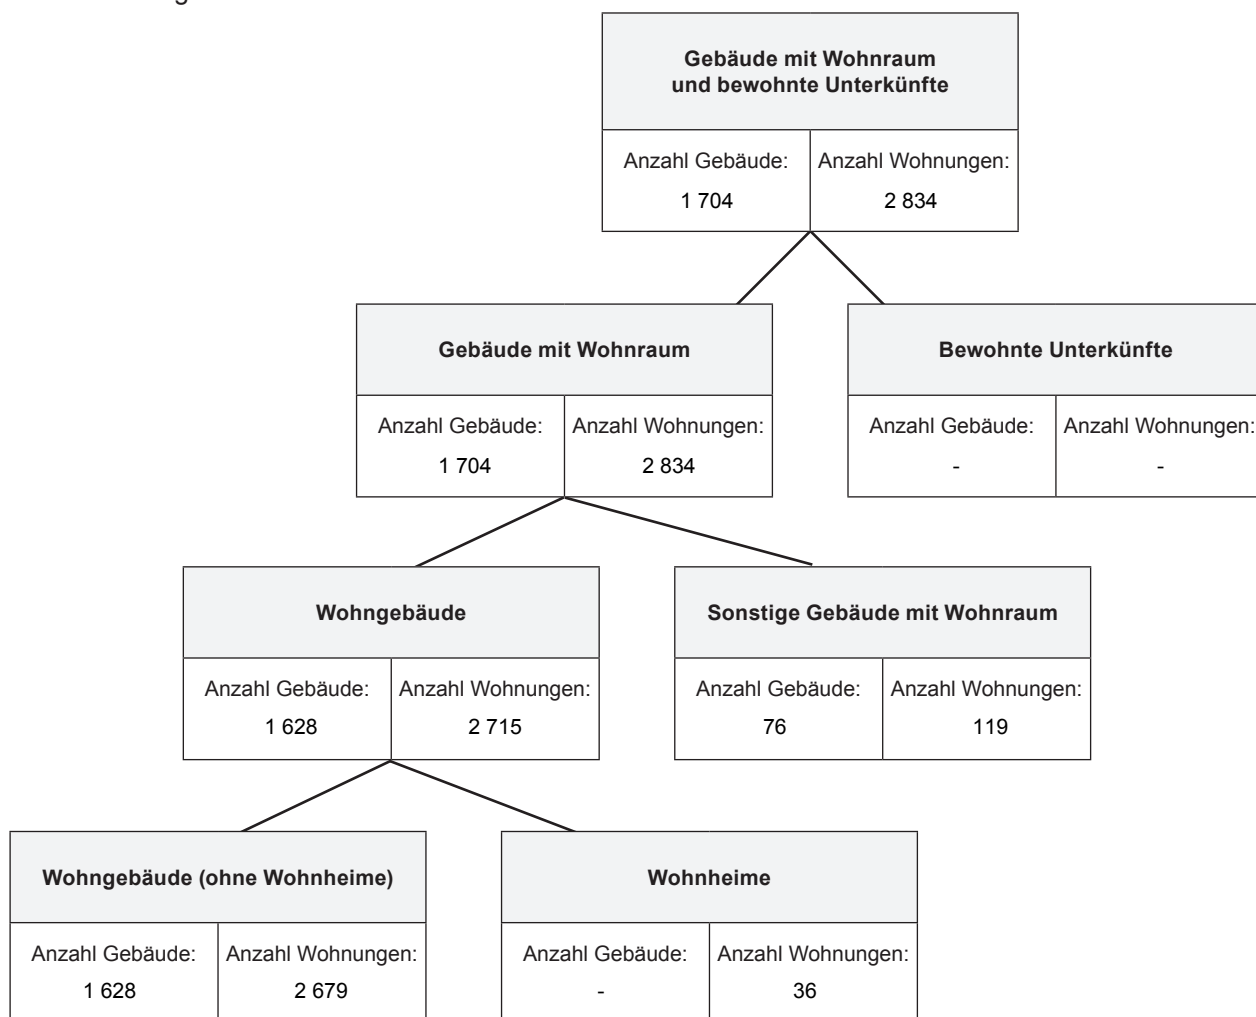 Gebäude mit Wohnraum
und bewohnte Unterkünfte
Anzahl Gebäude: Anzahl Wohnungen:
1 704 2 834
Gebäude mit Wohnraum
Bewohnte Unterkünfte
Anzahl Gebäude: Anzahl Wohnungen:
1 704 2 834
Anzahl Gebäude: Anzahl Wohnungen:
- -
Wohngebäude
Sonstige Gebäude mit Wohnraum
Anzahl Gebäude: Anzahl Wohnungen:
1 628 2 715
Anzahl Gebäude: Anzahl Wohnungen:
76 119
Wohngebäude (ohne Wohnheime)
Wohnheime
Anzahl Gebäude: Anzahl Wohnungen:
1 628 2 679
Anzahl Gebäude: Anzahl Wohnungen:
- 36